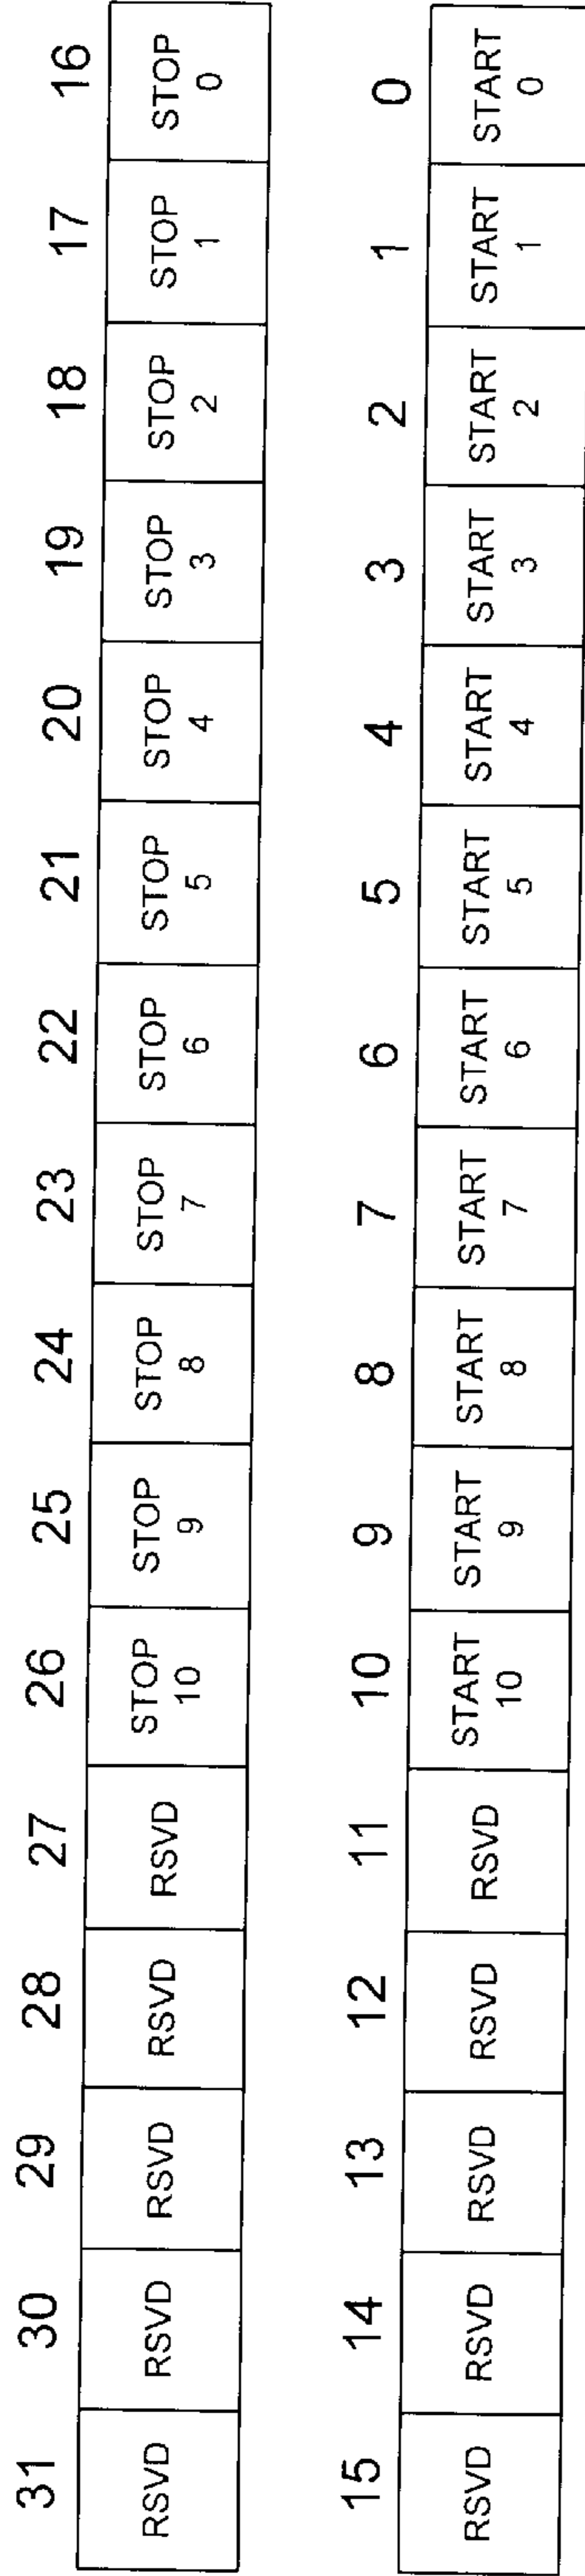 31 30 29 28 27 26 25 24 23 22 21 20 19 18 17 16
RSVD RSVD RSVD RSVD RSVD STOP 10 STOP 9 STOP 8 STOP 7 STOP 6 STOP 5 STOP 4 STOP 3 STOP 2 STOP 1 STOP 0
15 14 13 12 11 10 9 8 7 6 5 4 3 2 1 0
RSVD RSVD RSVD RSVD RSVD START 10 START 9 START 8 START 7 START 6 START 5 START 4 START 3 START 2 START 1 START 0